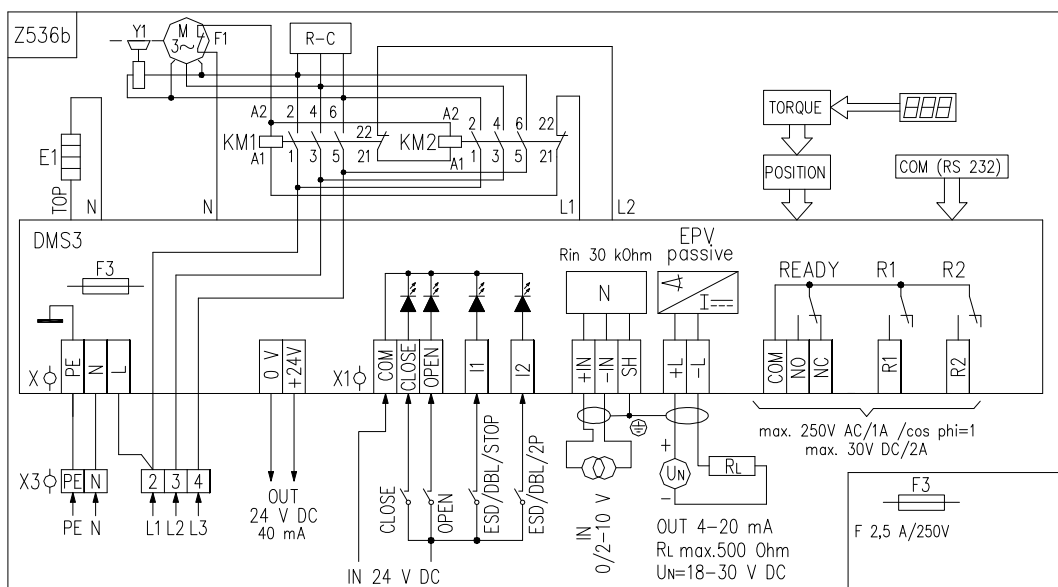 Z536b
Y1
M
3~
F1
R-C
A2
2 4 6
KM1
A1
1 3 5
22
21
A2
2 4 6
KM2
A1
1 3 5
22
21
TORQUE
POSITION
COM (RS 232)
E1
TOP
N
N
L1
L2
DMS3
F3
Rin 30 kOhm
N
EPV
passive
I
READY
R1
R2
X
PE
N
L
0 V
+24V
X1
COM
CLOSE
OPEN
I1
I2
+IN
-IN
SH
+L
-L
COM
NO
NC
R1
R2
max. 250V AC/1A /cos phi=1
max. 30V DC/2A
X3
PE N
2 3 4
PE N
L1 L2 L3
OUT
24 V DC
40 mA
CLOSE
OPEN
ESD/DBL/STOP
ESD/DBL/2P
IN 24 V DC
IN
0/2-10 V
+
UN
-
RL
OUT 4-20 mA
RL max.500 Ohm
UN=18-30 V DC
F3
F 2,5 A/250V